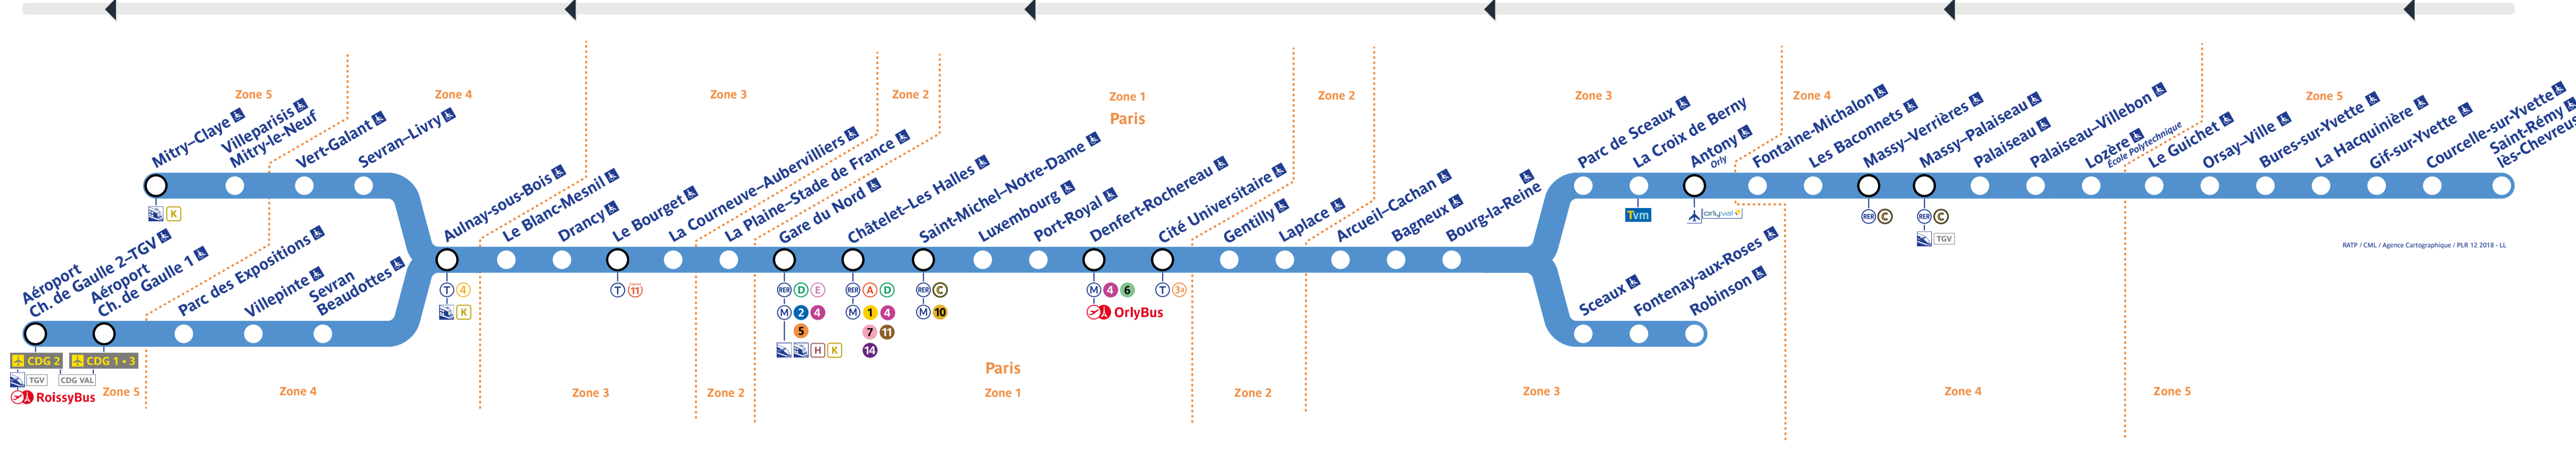 Zone 5
Zone 4
Zone 3
Zone 2
Zone 1
Paris
Zone 2
Zone 3
Zone 4
Zone 5
Mitry–Claye
Villeparisis
Mitry-le-Neuf
Vert-Galant
Sevran–Livry
K
Aéroport
Ch. de Gaulle 2–TGV
Aéroport
Ch. de Gaulle 1
Parc des Expositions
Villepinte
Sevran
Beaudottes
CDG 2
CDG 1 • 3
TGV
CDG VAL
RoissyBus
Aulnay-sous-Bois
T 4
K
Le Blanc-Mesnil
Drancy
Le Bourget
T 11
La Courneuve–Aubervilliers
La Plaine–Stade de France
Gare du Nord
RER D E
M 2 4
5
H K
Châtelet–Les Halles
RER A D
M 1 4
7 11
14
Saint-Michel–Notre-Dame
RER C
M 10
Luxembourg
Port-Royal
Denfert-Rochereau
M 4 6
OrlyBus
Cité Universitaire
T 3a
Gentilly
Laplace
Arcueil–Cachan
Bagneux
Bourg-la-Reine
Parc de Sceaux
La Croix de Berny
Tvm
Antony
Orly
orlyval
Fontaine-Michalon
Les Baconnets
Massy–Verrières
RER C
Massy–Palaiseau
RER C
TGV
Palaiseau
Palaiseau–Villebon
Lozère
École Polytechnique
Le Guichet
Orsay–Ville
Bures-sur-Yvette
La Hacquinière
Gif-sur-Yvette
Courcelle-sur-Yvette
Saint-Rémy
lès-Chevreus
Sceaux
Fontenay-aux-Roses
Robinson
RATP / CML / Agence Cartographique / PLR 12 2018 - LL
Zone 5
Zone 4
Zone 3
Zone 2
Paris
Zone 1
Zone 2
Zone 3
Zone 4
Zone 5